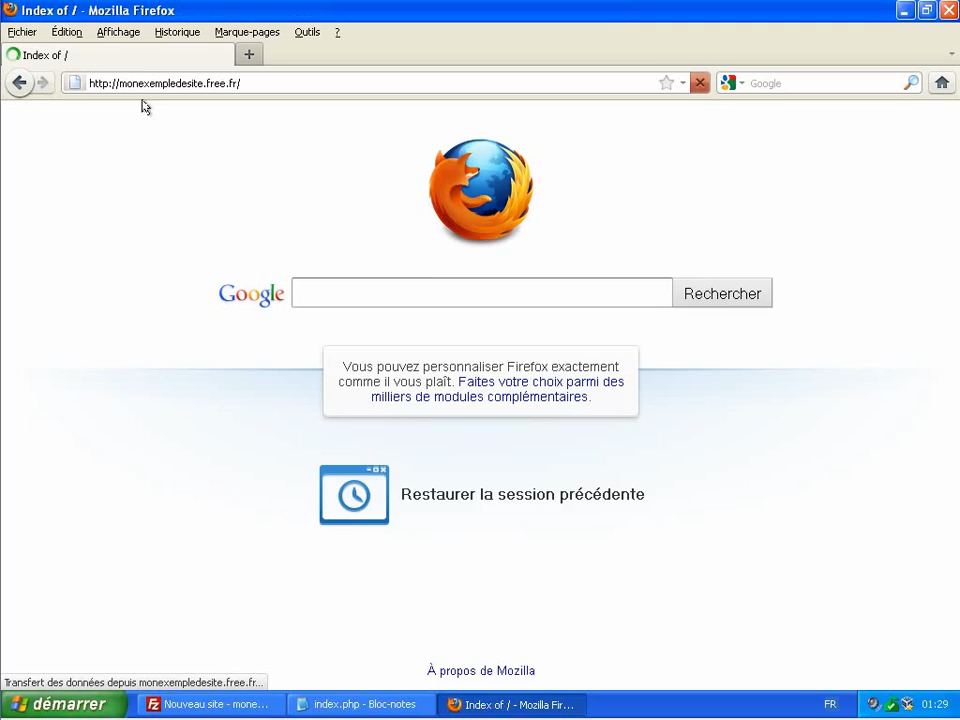 Index of / - Mozilla Firefox
Fichier Édition Affichage Historique Marque-pages Outils ?
Index of /
http://monexempledesite.free.fr/
Google
Google
Rechercher
Vous pouvez personnaliser Firefox exactement
comme il vous plaît. Faites votre choix parmi des
milliers de modules complémentaires.
Restaurer la session précédente
À propos de Mozilla
Transfert des données depuis monexempledesite.free.fr...
démarrer
Nouveau site - mone...
index.php - Bloc-notes
Index of / - Mozilla Fir...
FR
01:29